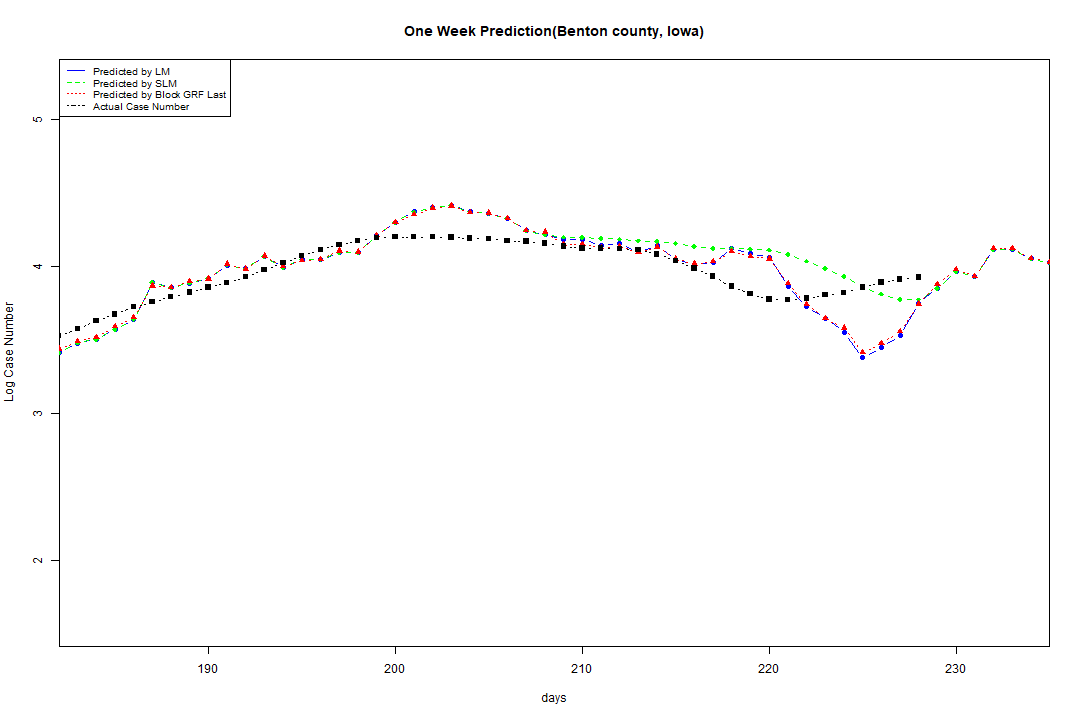 One Week Prediction(Benton county, Iowa)
Predicted by LM
Predicted by SLM
Predicted by Block GRF Last
Actual Case Number
5
4
3
2
Log Case Number
190 200 210 220 230
days